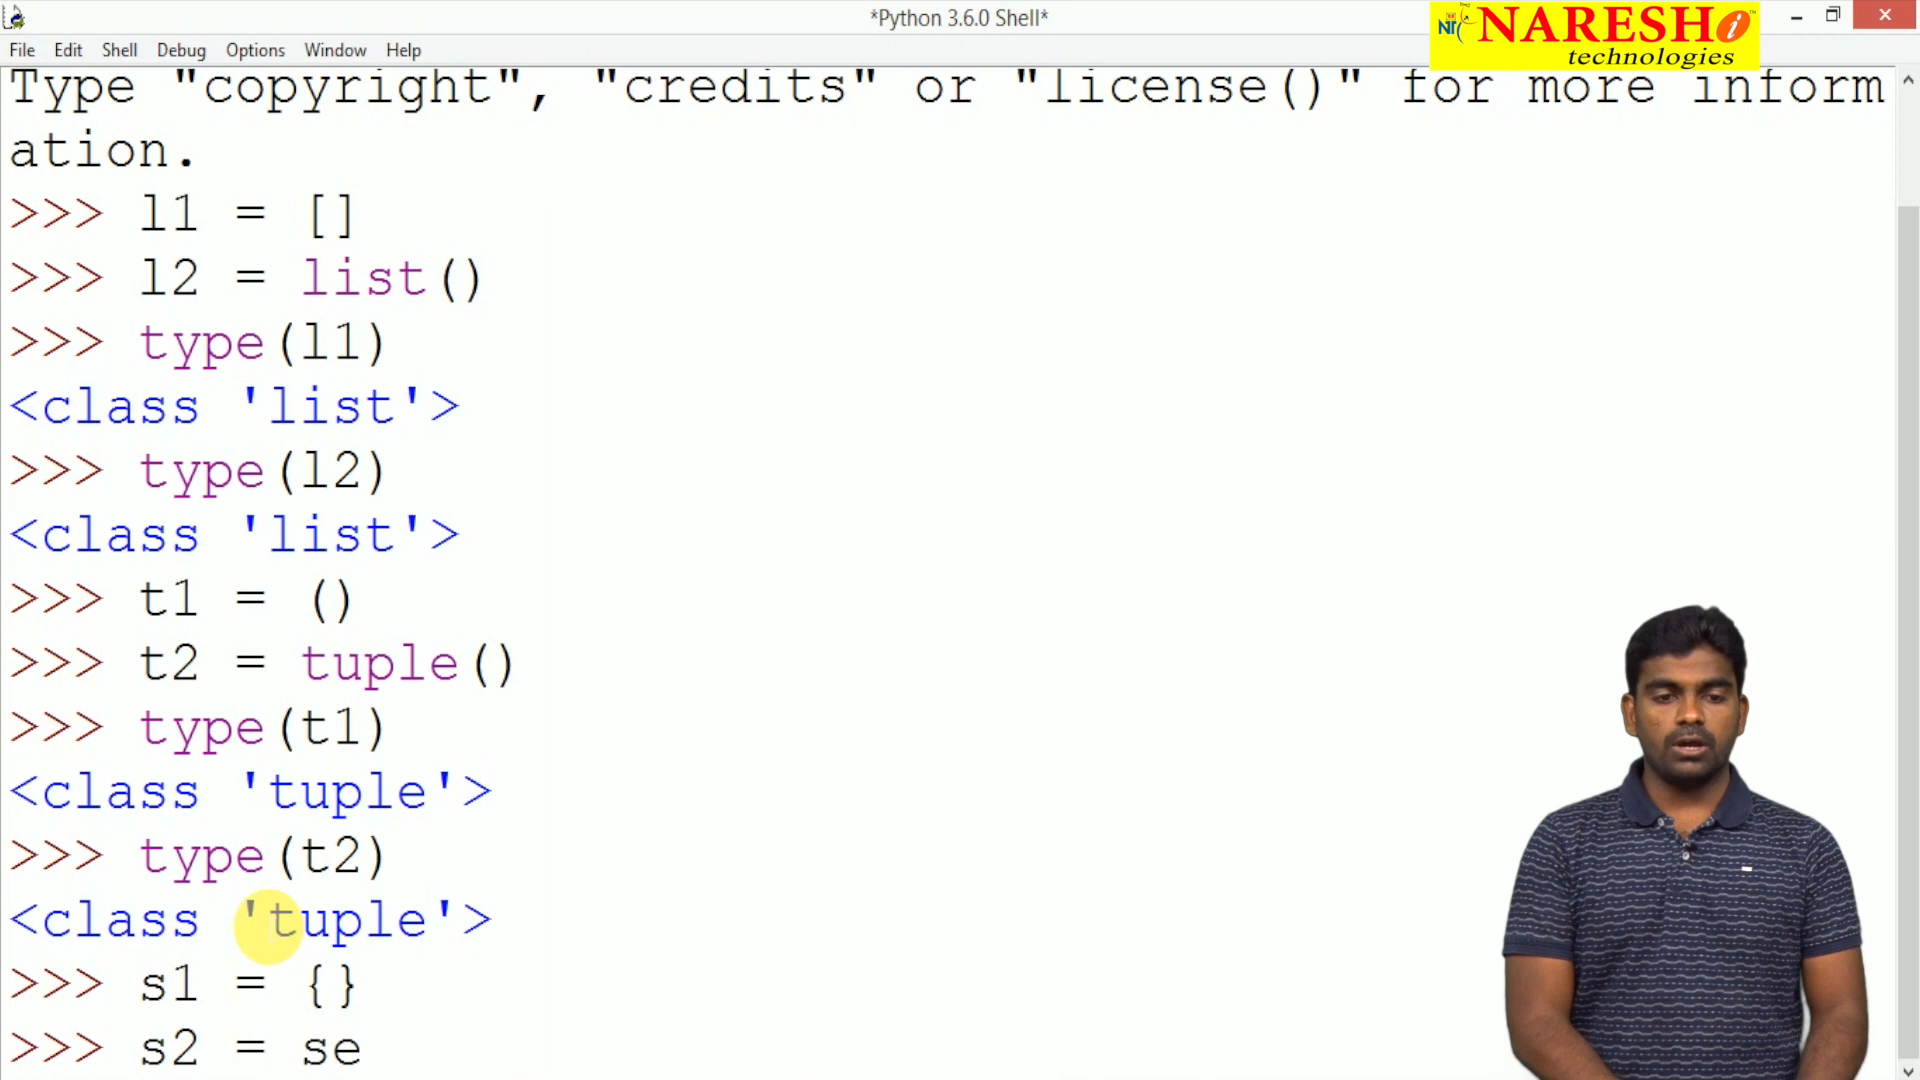 *Python 3.6.0 Shell*
NARESH i
technologies
File Edit Shell Debug Options Window Help
Type "copyright", "credits" or "license()" for more inform
ation.
>>> l1 = []
>>> l2 = list()
>>> type(l1)
<class 'list'>
>>> type(l2)
<class 'list'>
>>> t1 = ()
>>> t2 = tuple()
>>> type(t1)
<class 'tuple'>
>>> type(t2)
<class 'tuple'>
>>> s1 = {}
>>> s2 = se